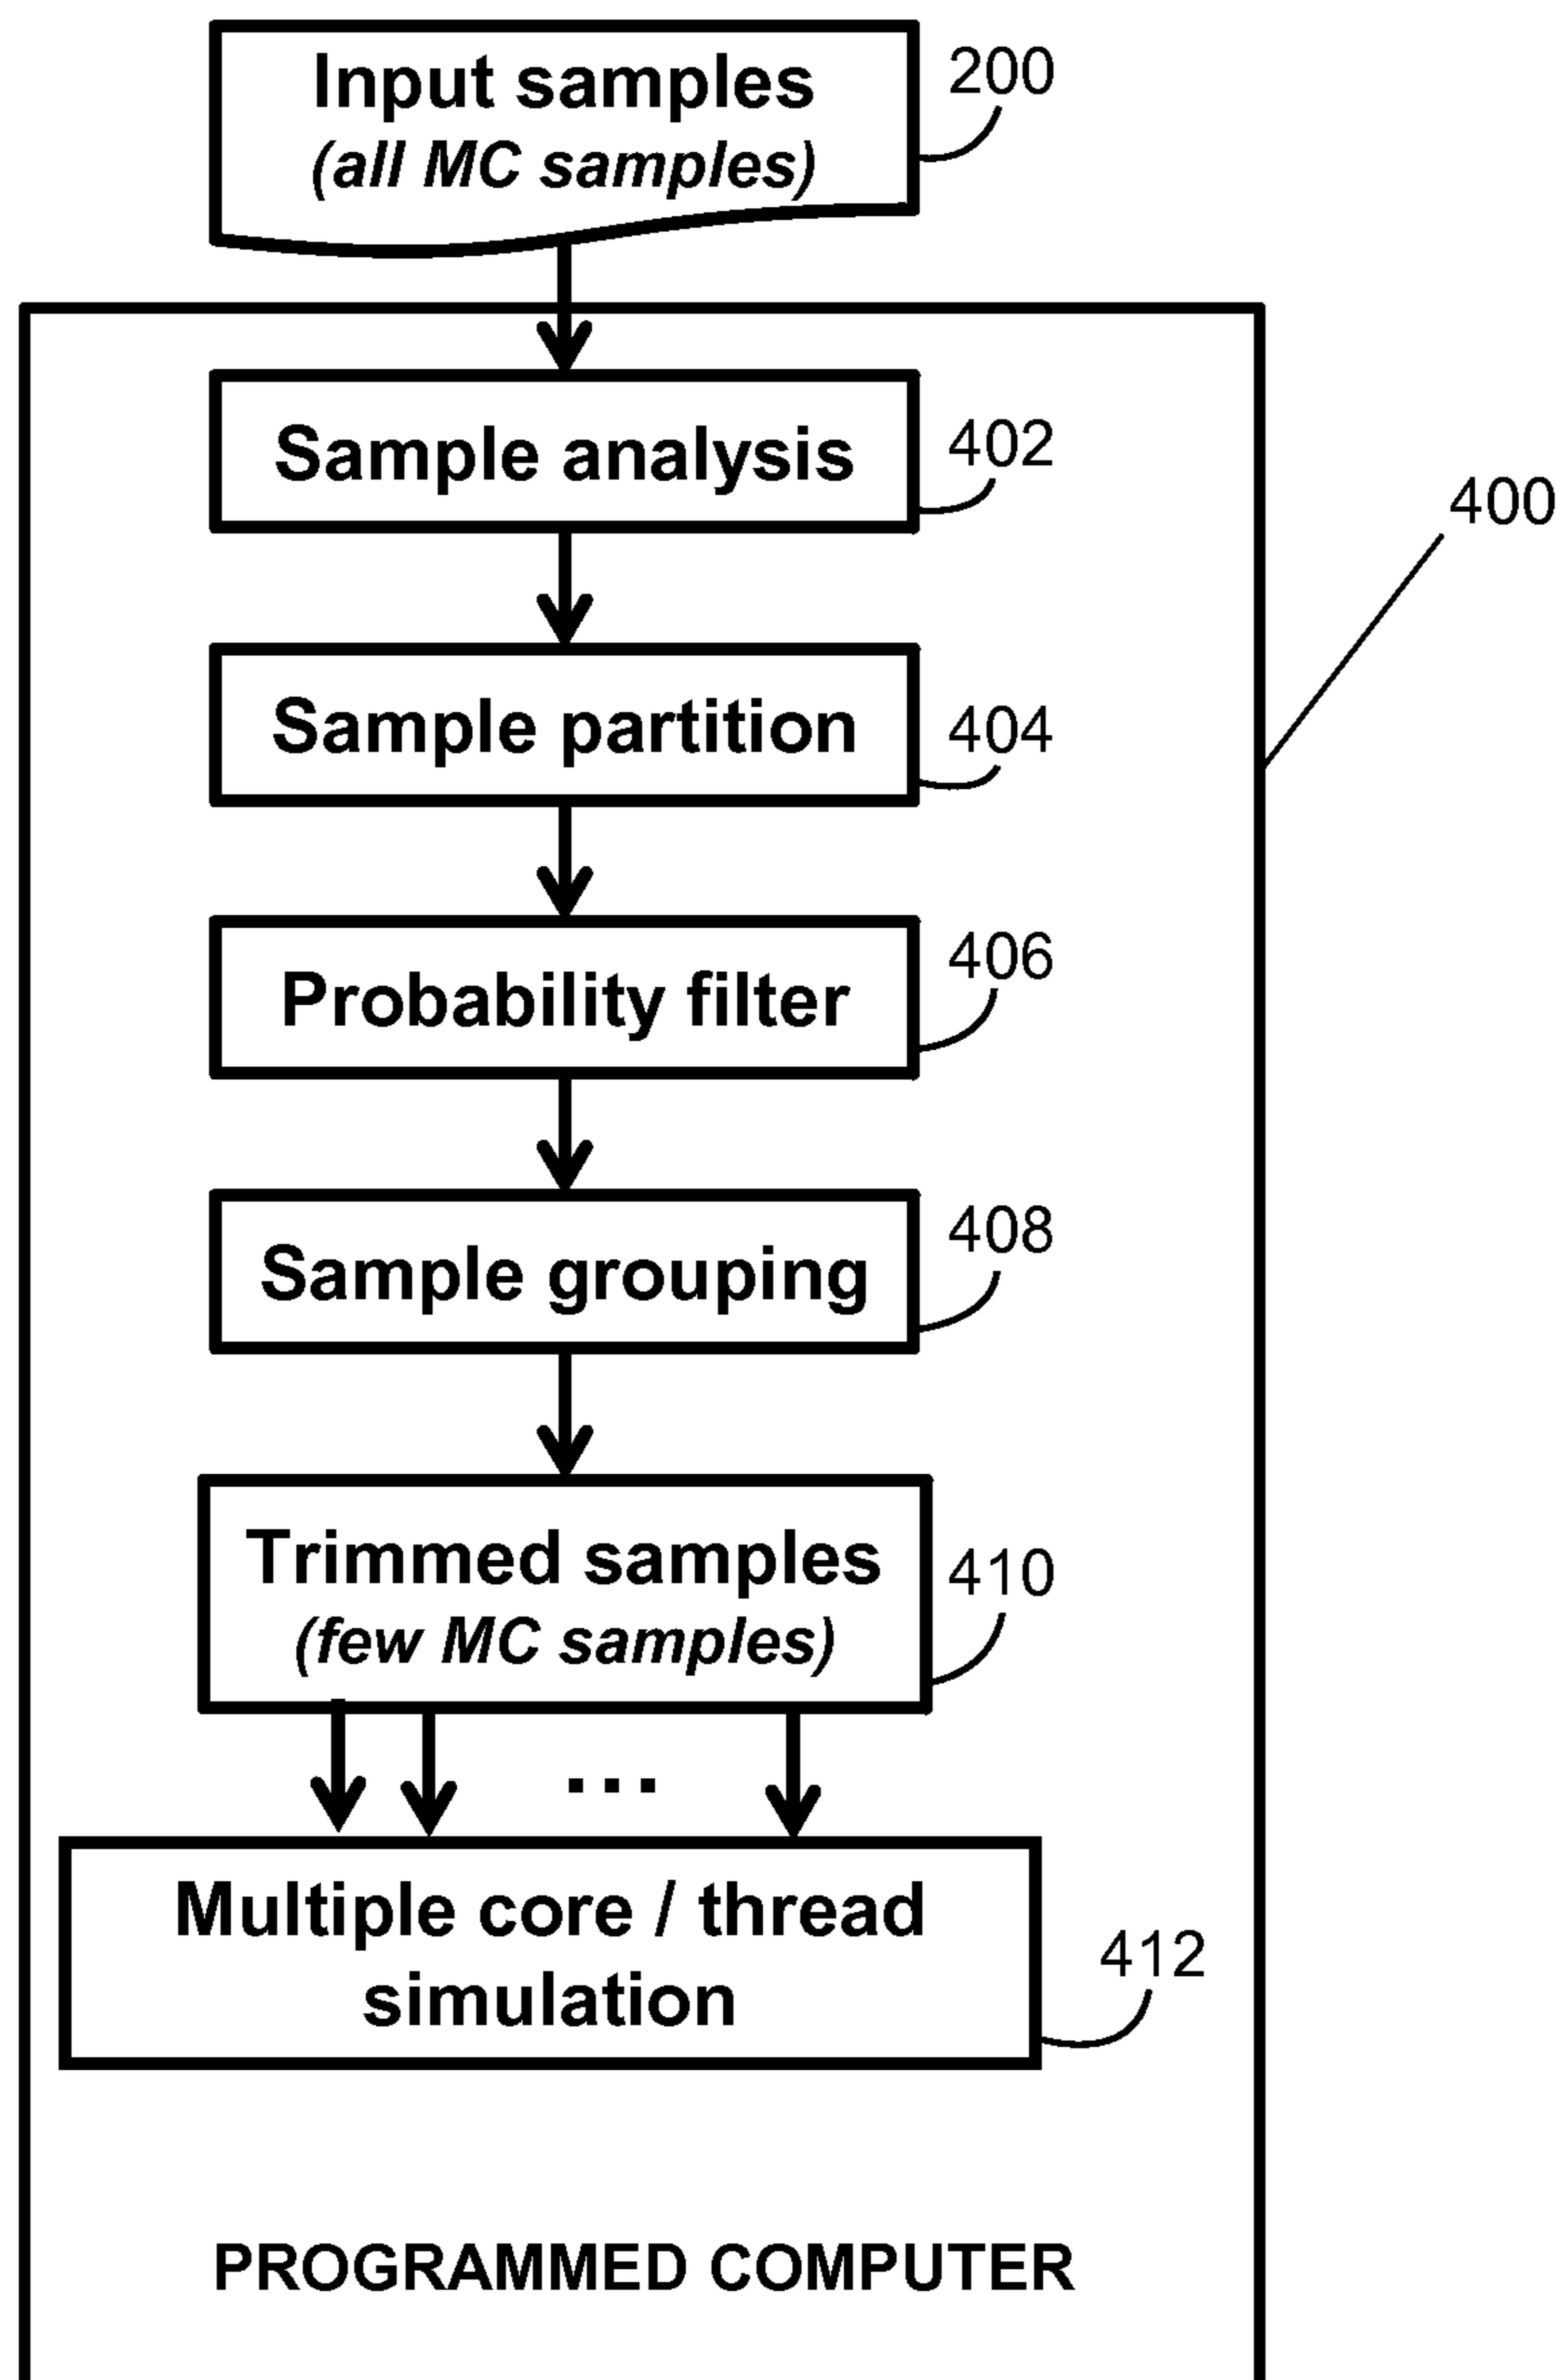 Input samples
(all MC samples)
200
Sample analysis
402
400
Sample partition
404
Probability filter
406
Sample grouping
408
Trimmed samples
(few MC samples)
410
...
Multiple core / thread
simulation
412
PROGRAMMED COMPUTER